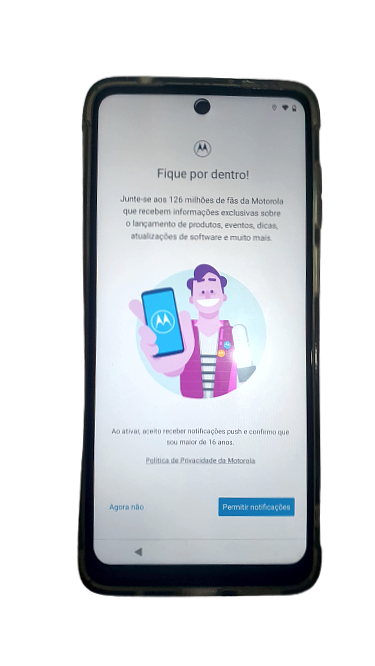 Fique por dentro!
Junte-se aos 126 milhões de fãs da Motorola
que recebem informações exclusivas sobre
o lançamento de produtos, eventos, dicas,
atualizações de software e muito mais.
Ao ativar, aceito receber notificações push e confirmo que
sou maior de 16 anos.
Política de Privacidade da Motorola
Agora não
Permitir notificações